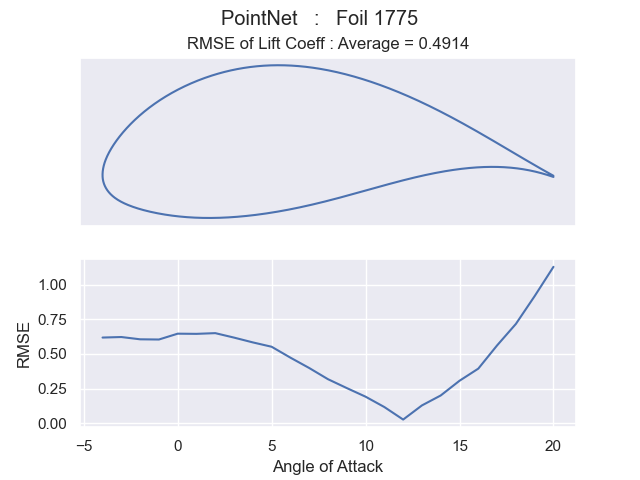 PointNet : Foil 1775
RMSE of Lift Coeff : Average = 0.4914
1.00
0.75
0.50
0.25
0.00
RMSE
−5
0
5
10
15
20
Angle of Attack